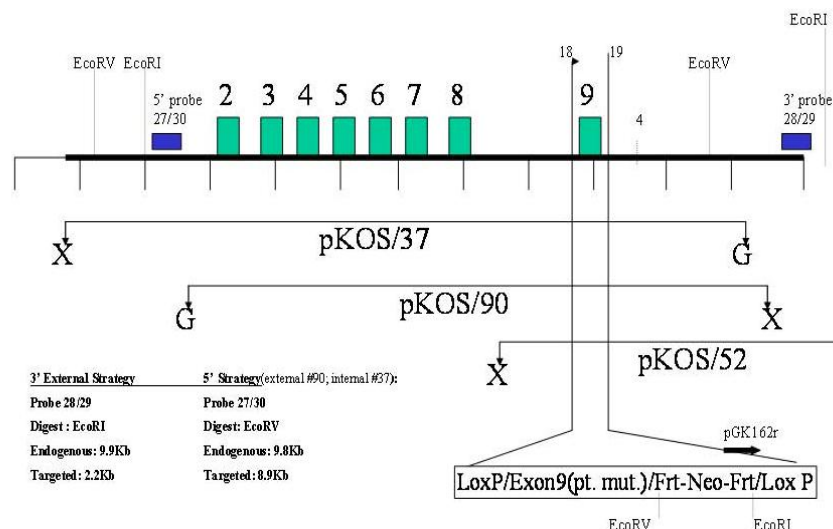 EcoRI
EcoRV EcoRI 18 19 EcoRV
5' probe
27/30
2 3 4 5 6 7 8 9
4
3' probe
28/29
X pKOS/37 G
G pKOS/90 X
X pKOS/52
3' External Strategy 5' Strategy(external #90; internal #37):
Probe 28/29 Probe 27/30
Digest : EcoRI Digest: EcoRV
Endogenous: 9.9Kb Endogenous: 9.8Kb
Targeted: 2.2Kb Targeted: 8.9Kb
pGK162r
LoxP/Exon9(pt. mut.)/Frt-Neo-Frt/Lox P
EcoRV EcoRI